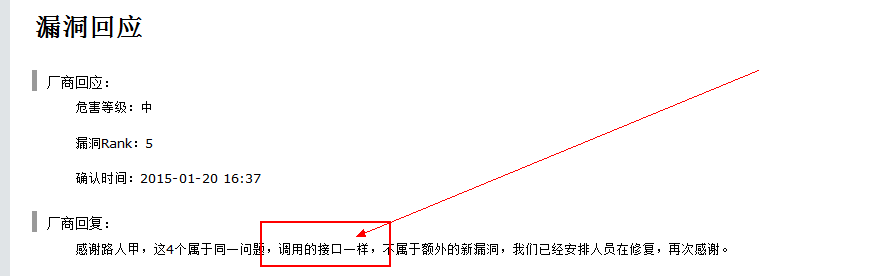 漏洞回应
厂商回应：
危害等级：中
漏洞Rank：5
确认时间：2015-01-20 16:37
厂商回复：
感谢路人甲，这4个属于同一问题，调用的接口一样，不属于额外的新漏洞，我们已经安排人员在修复，再次感谢。